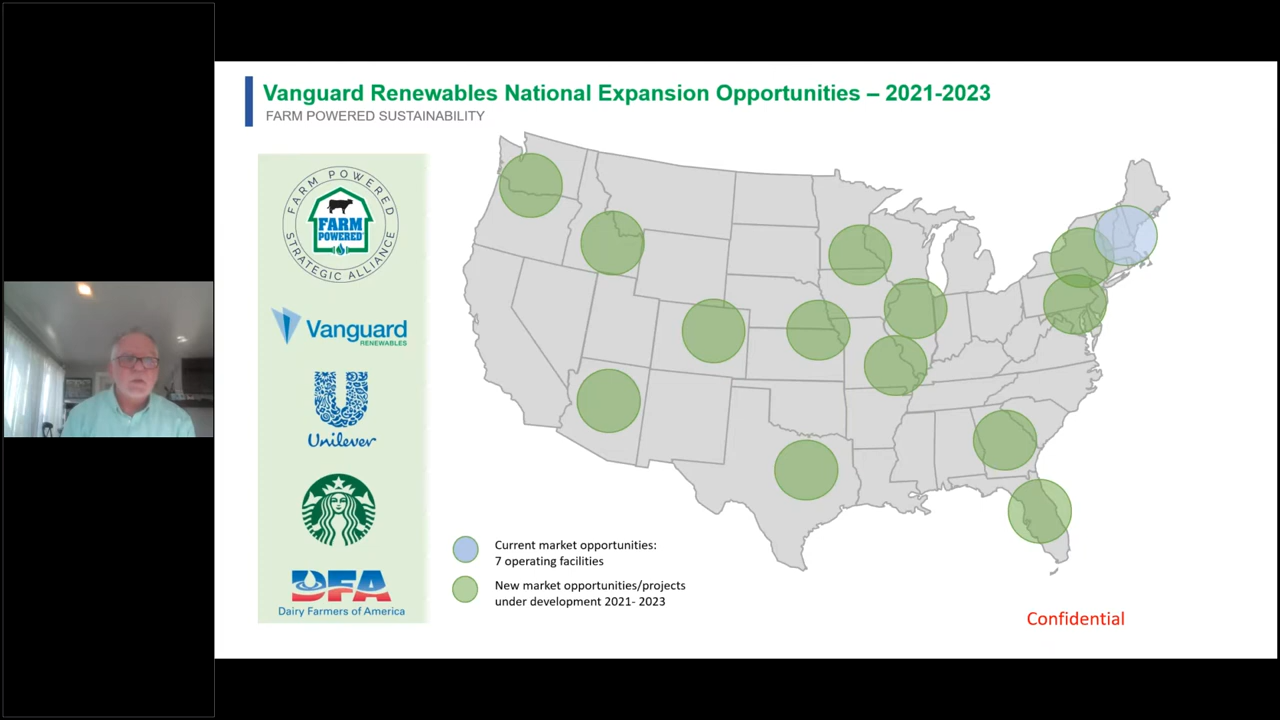 Vanguard Renewables National Expansion Opportunities – 2021-2023
FARM POWERED SUSTAINABILITY
FARM POWERED
FARM
POWERED
STRATEGIC ALLIANCE
Vanguard
RENEWABLES
Unilever
DFA
Dairy Farmers of America
Current market opportunities:
7 operating facilities
New market opportunities/projects
under development 2021- 2023
Confidential